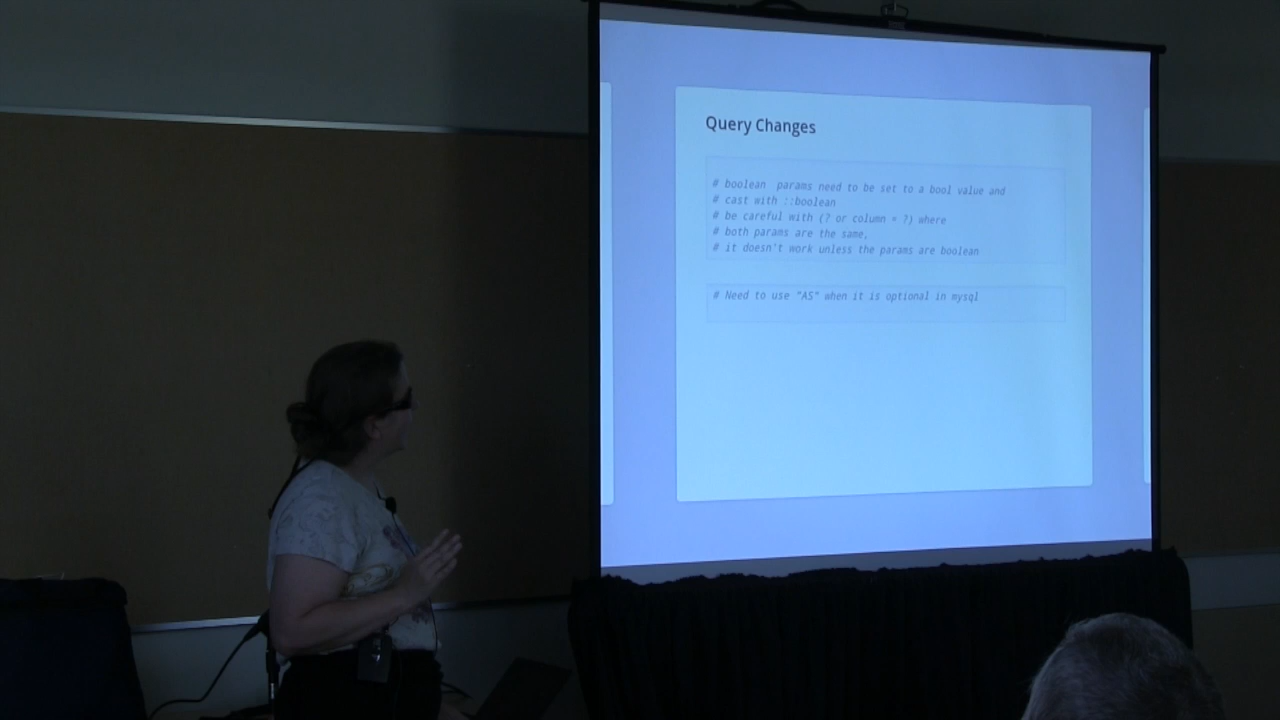 Query Changes
# boolean params need to be set to a bool value and
# cast with ::boolean
# be careful with (? or column = ?) where
# both params are the same,
# it doesn't work unless the params are boolean
# Need to use "AS" when it is optional in mysql